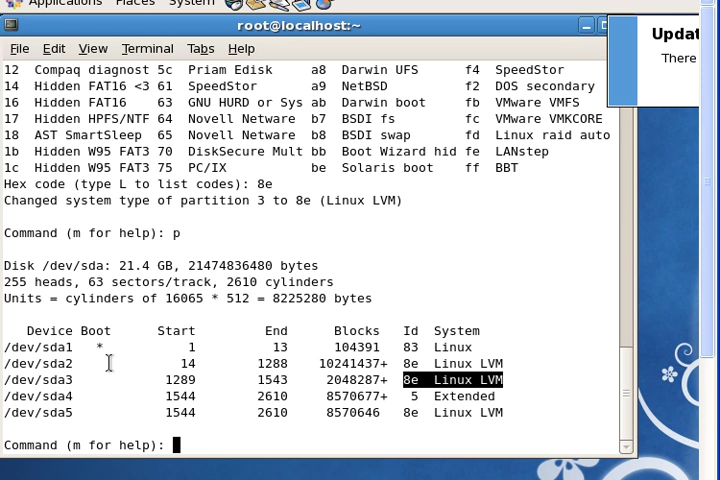 Applications Places System
root@localhost:~
File Edit View Terminal Tabs Help
12 Compaq diagnost 5c Priam Edisk a8 Darwin UFS f4 SpeedStor
14 Hidden FAT16 <3 61 SpeedStor a9 NetBSD f2 DOS secondary
16 Hidden FAT16 63 GNU HURD or Sys ab Darwin boot fb VMware VMFS
17 Hidden HPFS/NTF 64 Novell Netware b7 BSDI fs fc VMware VMKCORE
18 AST SmartSleep 65 Novell Netware b8 BSDI swap fd Linux raid auto
1b Hidden W95 FAT3 70 DiskSecure Mult bb Boot Wizard hid fe LANstep
1c Hidden W95 FAT3 75 PC/IX be Solaris boot ff BBT
Hex code (type L to list codes): 8e
Changed system type of partition 3 to 8e (Linux LVM)
Command (m for help): p
Disk /dev/sda: 21.4 GB, 21474836480 bytes
255 heads, 63 sectors/track, 2610 cylinders
Units = cylinders of 16065 * 512 = 8225280 bytes
Device Boot Start End Blocks Id System
/dev/sda1 * 1 13 104391 83 Linux
/dev/sda2 14 1288 10241437+ 8e Linux LVM
/dev/sda3 1289 1543 2048287+ 8e Linux LVM
/dev/sda4 1544 2610 8570677+ 5 Extended
/dev/sda5 1544 2610 8570646 8e Linux LVM
Command (m for help):
Updat
There